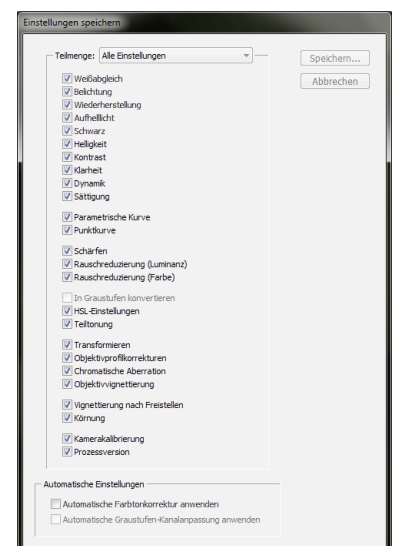 Einstellungen speichern
Teilmenge: Alle Einstellungen
Speichern...
Abbrechen
Weißabgleich
Belichtung
Wiederherstellung
Aufhelllicht
Schwarz
Helligkeit
Kontrast
Klarheit
Dynamik
Sättigung
Parametrische Kurve
Punktkurve
Schärfen
Rauschreduzierung (Luminanz)
Rauschreduzierung (Farbe)
In Graustufen konvertieren
HSL-Einstellungen
Teiltonung
Transformieren
Objektivprofilkorrekturen
Chromatische Aberration
Objektivvignettierung
Vignettierung nach Freistellen
Körnung
Kamerakalibrierung
Prozessversion
Automatische Einstellungen
Automatische Farbtonkorrektur anwenden
Automatische Graustufen-Kanalanpassung anwenden